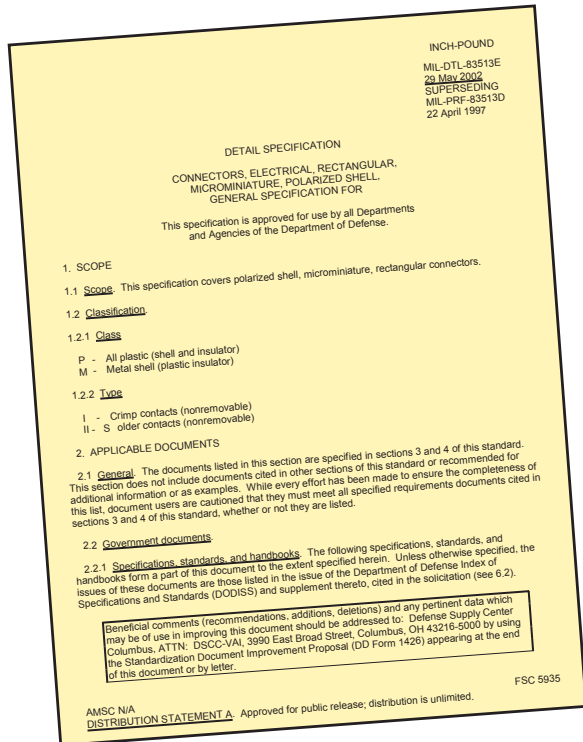 INCH-POUND
MIL-DTL-83513E
29 May 2002
SUPERSEDING
MIL-PRF-83513D
22 April 1997
DETAIL SPECIFICATION
CONNECTORS, ELECTRICAL, RECTANGULAR,
MICROMINIATURE, POLARIZED SHELL,
GENERAL SPECIFICATION FOR
This specification is approved for use by all Departments
and Agencies of the Department of Defense.
1. SCOPE
1.1 Scope. This specification covers polarized shell, microminiature, rectangular connectors.
1.2 Classification.
1.2.1 Class
P - All plastic (shell and insulator)
M - Metal shell (plastic insulator)
1.2.2 Type
I - Crimp contacts (nonremovable)
II - S older contacts (nonremovable)
2. APPLICABLE DOCUMENTS
2.1 General. The documents listed in this section are specified in sections 3 and 4 of this standard.
This section does not include documents cited in other sections of this standard or recommended for
additional information or as examples. While every effort has been made to ensure the completeness of
this list, document users are cautioned that they must meet all specified requirements documents cited in
sections 3 and 4 of this standard, whether or not they are listed.
2.2 Government documents.
2.2.1 Specifications, standards, and handbooks. The following specifications, standards, and
handbooks form a part of this document to the extent specified herein. Unless otherwise specified, the
issues of these documents are those listed in the issue of the Department of Defense Index of
Specifications and Standards (DODISS) and supplement thereto, cited in the solicitation (see 6.2).
Beneficial comments (recommendations, additions, deletions) and any pertinent data which
may be of use in improving this document should be addressed to: Defense Supply Center
Columbus, ATTN: DSCC-VAI, 3990 East Broad Street, Columbus, OH 43216-5000 by using
the Standardization Document Improvement Proposal (DD Form 1426) appearing at the end
of this document or by letter.
AMSC N/A FSC 5935
DISTRIBUTION STATEMENT A. Approved for public release; distribution is unlimited.